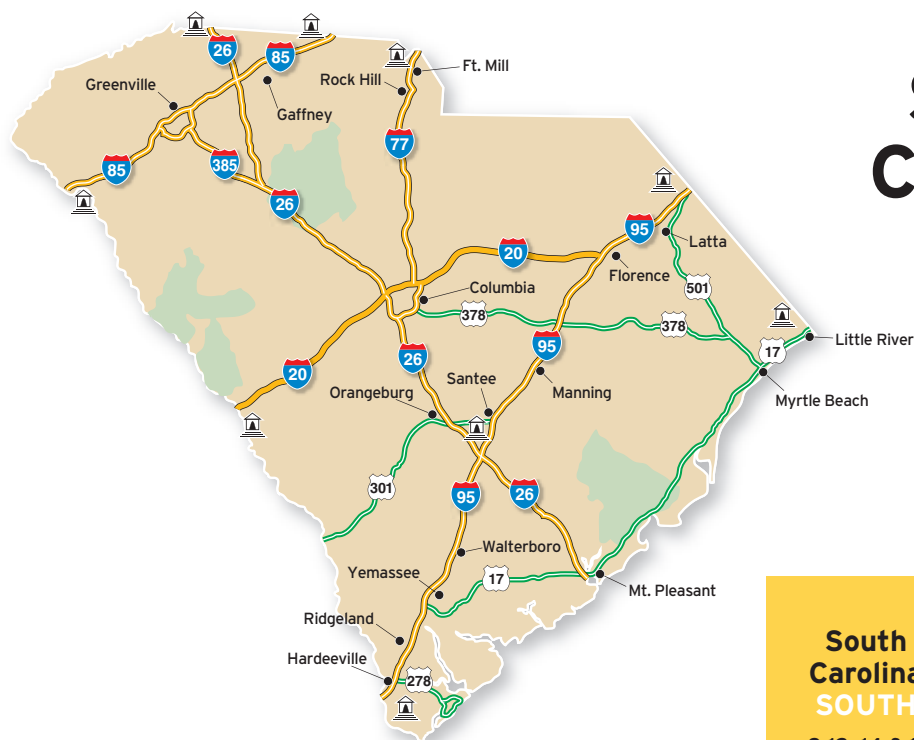 26
85
Ft. Mill
Rock Hill
Greenville
Gaffney
77
85
385
26
95
Latta
20
Florence
501
Columbia
378
378
17
Little River
95
26
20
Santee
Manning
Myrtle Beach
Orangeburg
301
95
26
Walterboro
Yemassee
17
Mt. Pleasant
Ridgeland
Hardeeville
278
C
South
Carolina
SOUTH